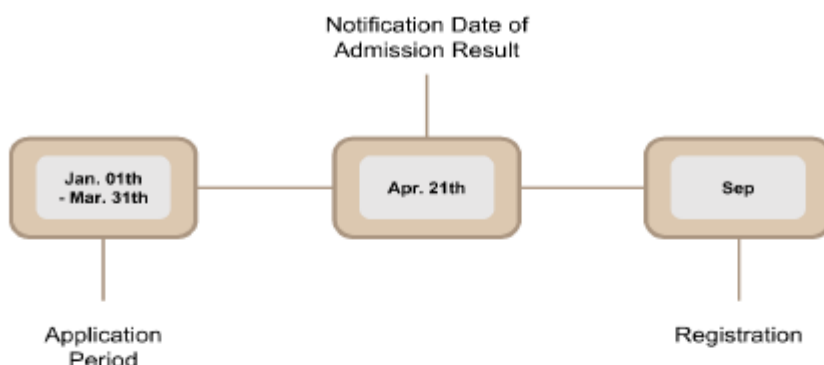 Notification Date of
Admission Result
Jan. 01th
- Mar. 31th
Apr. 21th
Sep
Application
Period
Registration